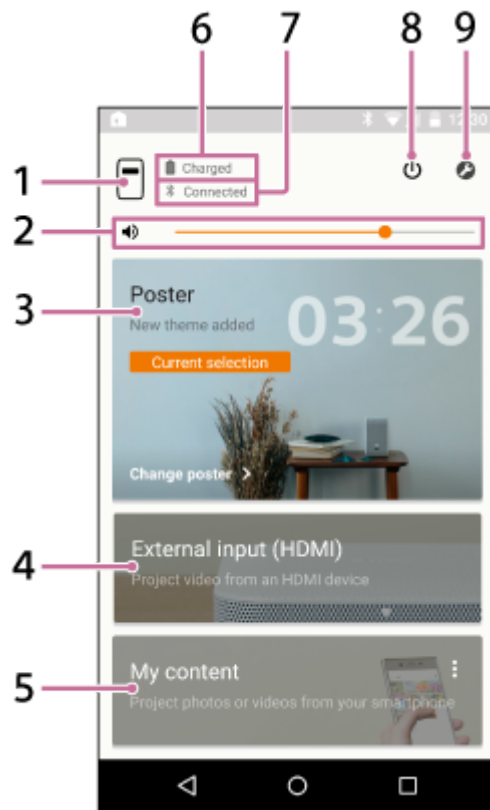 6 7 8 9
12:30
1
Charged
Connected
2
3
Poster
New theme added
03:26
Current selection
Change poster
4
External input (HDMI)
Project video from an HDMI device
5
My content
Project photos or videos from your smartphone